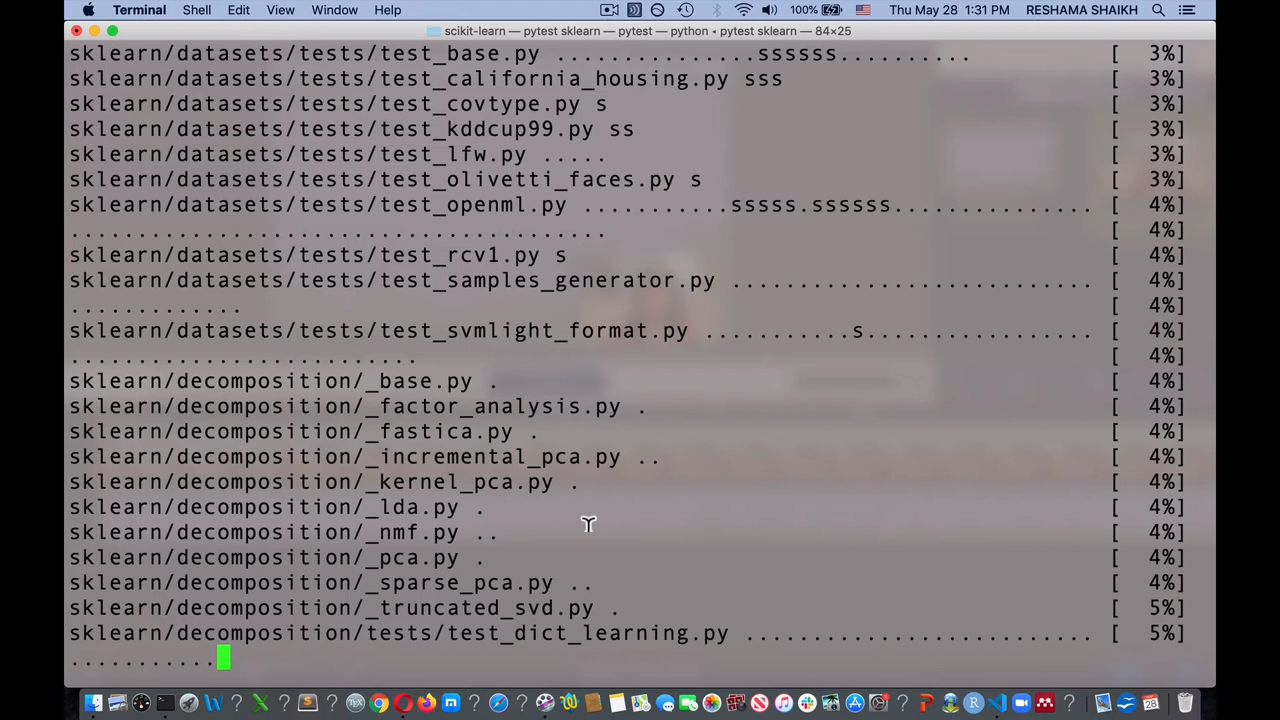 Terminal Shell Edit View Window Help 100% Thu May 28 1:31 PM RESHAMA SHAIKH
scikit-learn — pytest sklearn — pytest — python ◂ pytest sklearn — 84×25
sklearn/datasets/tests/test_base.py ...............ssssss.......... [ 3%]
sklearn/datasets/tests/test_california_housing.py sss [ 3%]
sklearn/datasets/tests/test_covtype.py s [ 3%]
sklearn/datasets/tests/test_kddcup99.py ss [ 3%]
sklearn/datasets/tests/test_lfw.py ..... [ 3%]
sklearn/datasets/tests/test_olivetti_faces.py s [ 3%]
sklearn/datasets/tests/test_openml.py ...........sssss.ssssss............... [ 4%]
............................................................ [ 4%]
sklearn/datasets/tests/test_rcv1.py s [ 4%]
sklearn/datasets/tests/test_samples_generator.py ........................... [ 4%]
............. [ 4%]
sklearn/datasets/tests/test_svmlight_format.py ...........s................. [ 4%]
.......................... [ 4%]
sklearn/decomposition/_base.py . [ 4%]
sklearn/decomposition/_factor_analysis.py . [ 4%]
sklearn/decomposition/_fastica.py . [ 4%]
sklearn/decomposition/_incremental_pca.py .. [ 4%]
sklearn/decomposition/_kernel_pca.py . [ 4%]
sklearn/decomposition/_lda.py . [ 4%]
sklearn/decomposition/_nmf.py .. [ 4%]
sklearn/decomposition/_pca.py . [ 4%]
sklearn/decomposition/_sparse_pca.py .. [ 4%]
sklearn/decomposition/_truncated_svd.py . [ 5%]
sklearn/decomposition/tests/test_dict_learning.py .......................... [ 5%]
...........